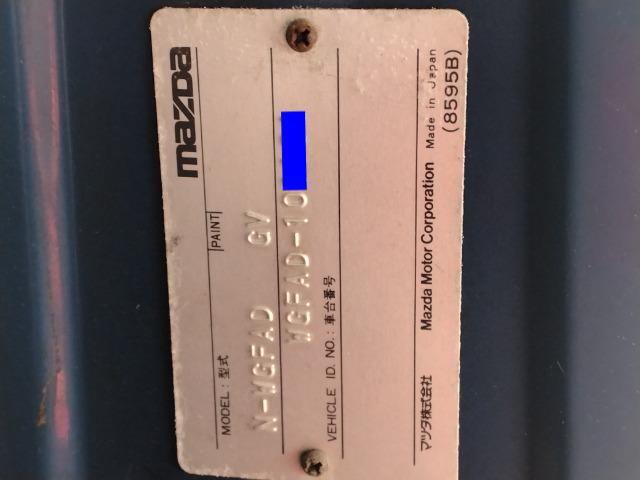 mazda
PAINT
MODEL : 型式
N-WGFAD GV
WGFAD-10
VEHICLE ID. NO. : 車台番号
マツダ株式会社 Mazda Motor Corporation Made in Japan
(8595B)